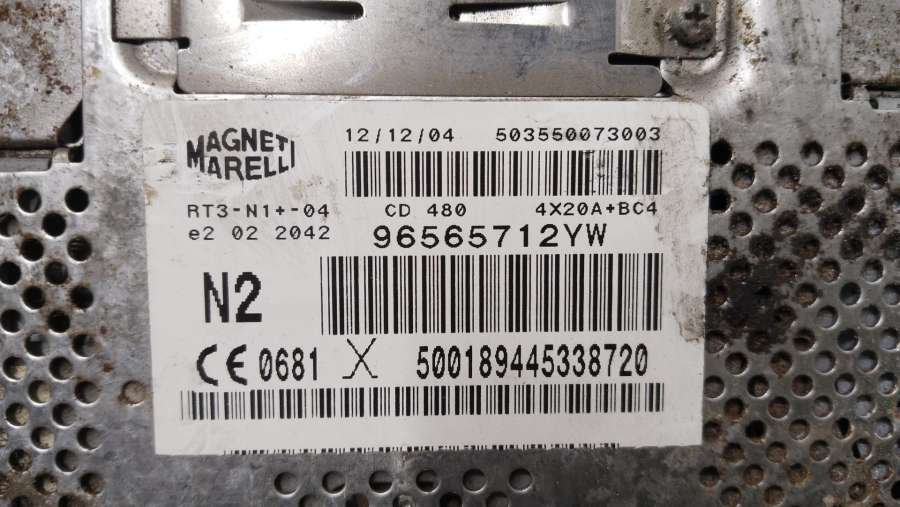 MAGNETI MARELLI
12/12/04 503550073003
RT3-N1+-04 CD 480 4X20A+BC4
e2 02 2042 96565712YW
N2
CE 0681 X 500189445338720